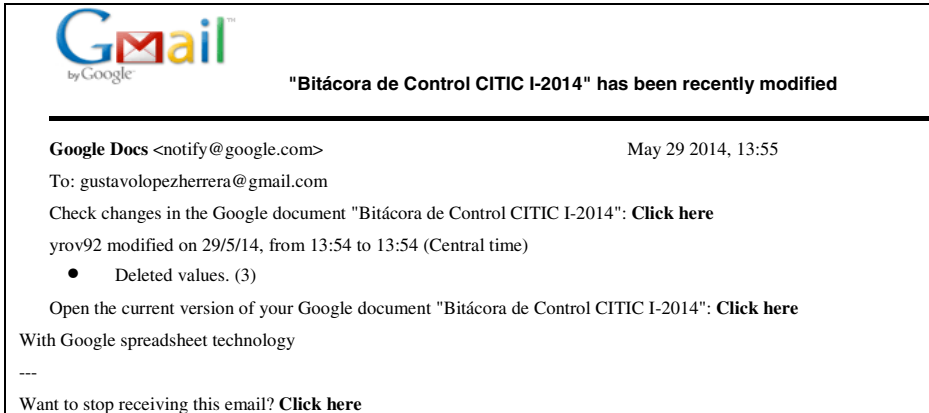 Gmail™
by Google™
"Bitácora de Control CITIC I-2014" has been recently modified
Google Docs <notify@google.com> May 29 2014, 13:55
To: gustavolopezherrera@gmail.com
Check changes in the Google document "Bitácora de Control CITIC I-2014": Click here
yrov92 modified on 29/5/14, from 13:54 to 13:54 (Central time)
● Deleted values. (3)
Open the current version of your Google document "Bitácora de Control CITIC I-2014": Click here
With Google spreadsheet technology
---
Want to stop receiving this email? Click here